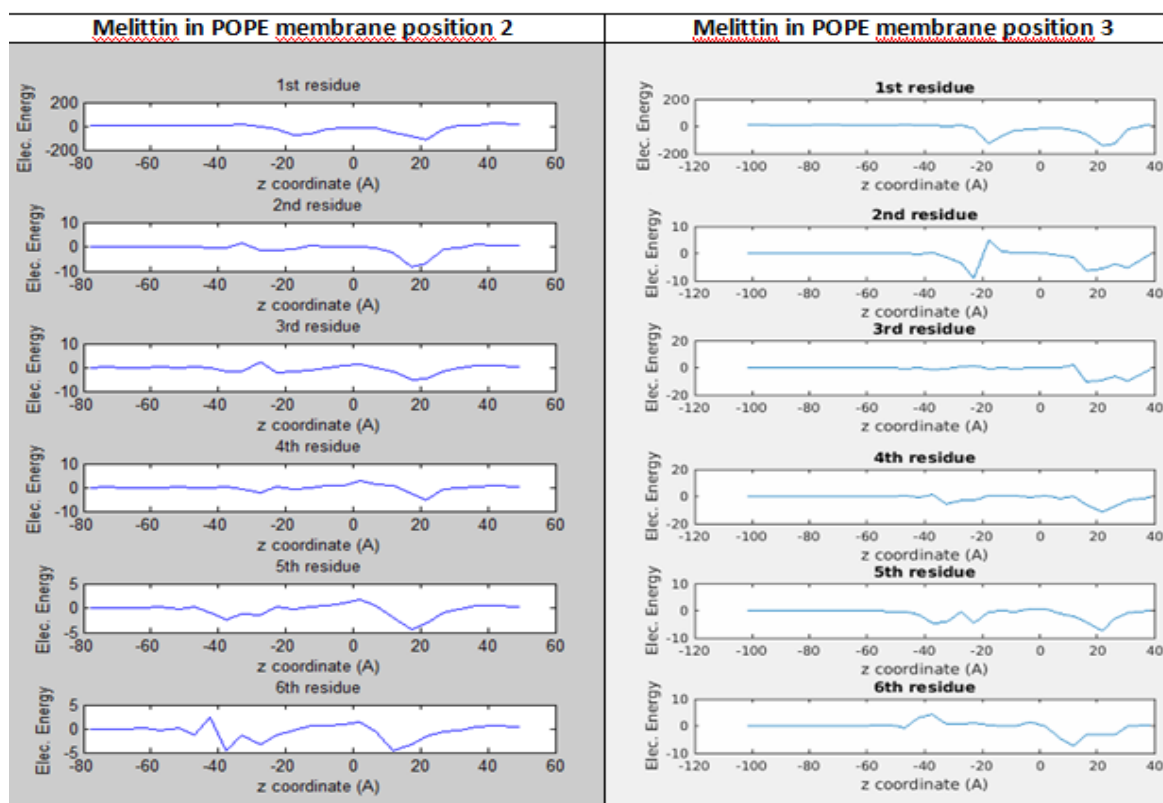 Melittin in POPE membrane position 2
1st residue
Elec. Energy
200
0
-200
-80 -60 -40 -20 0 20 40 60
z coordinate (A)
2nd residue
Elec. Energy
10
0
-10
-80 -60 -40 -20 0 20 40 60
z coordinate (A)
3rd residue
Elec. Energy
10
0
-10
-80 -60 -40 -20 0 20 40 60
z coordinate (A)
4th residue
Elec. Energy
10
0
-10
-80 -60 -40 -20 0 20 40 60
z coordinate (A)
5th residue
Elec. Energy
5
0
-5
-80 -60 -40 -20 0 20 40 60
z coordinate (A)
6th residue
Elec. Energy
5
0
-5
-80 -60 -40 -20 0 20 40 60
z coordinate (A)
Melittin in POPE membrane position 3
1st residue
Elec. Energy
200
0
-200
-120 -100 -80 -60 -40 -20 0 20 40
z coordinate (A)
2nd residue
Elec. Energy
10
0
-10
-120 -100 -80 -60 -40 -20 0 20 40
z coordinate (A)
3rd residue
Elec. Energy
20
0
-20
-120 -100 -80 -60 -40 -20 0 20 40
z coordinate (A)
4th residue
Elec. Energy
20
0
-20
-120 -100 -80 -60 -40 -20 0 20 40
z coordinate (A)
5th residue
Elec. Energy
10
0
-10
-120 -100 -80 -60 -40 -20 0 20 40
z coordinate (A)
6th residue
Elec. Energy
10
0
-10
-120 -100 -80 -60 -40 -20 0 20 40
z coordinate (A)